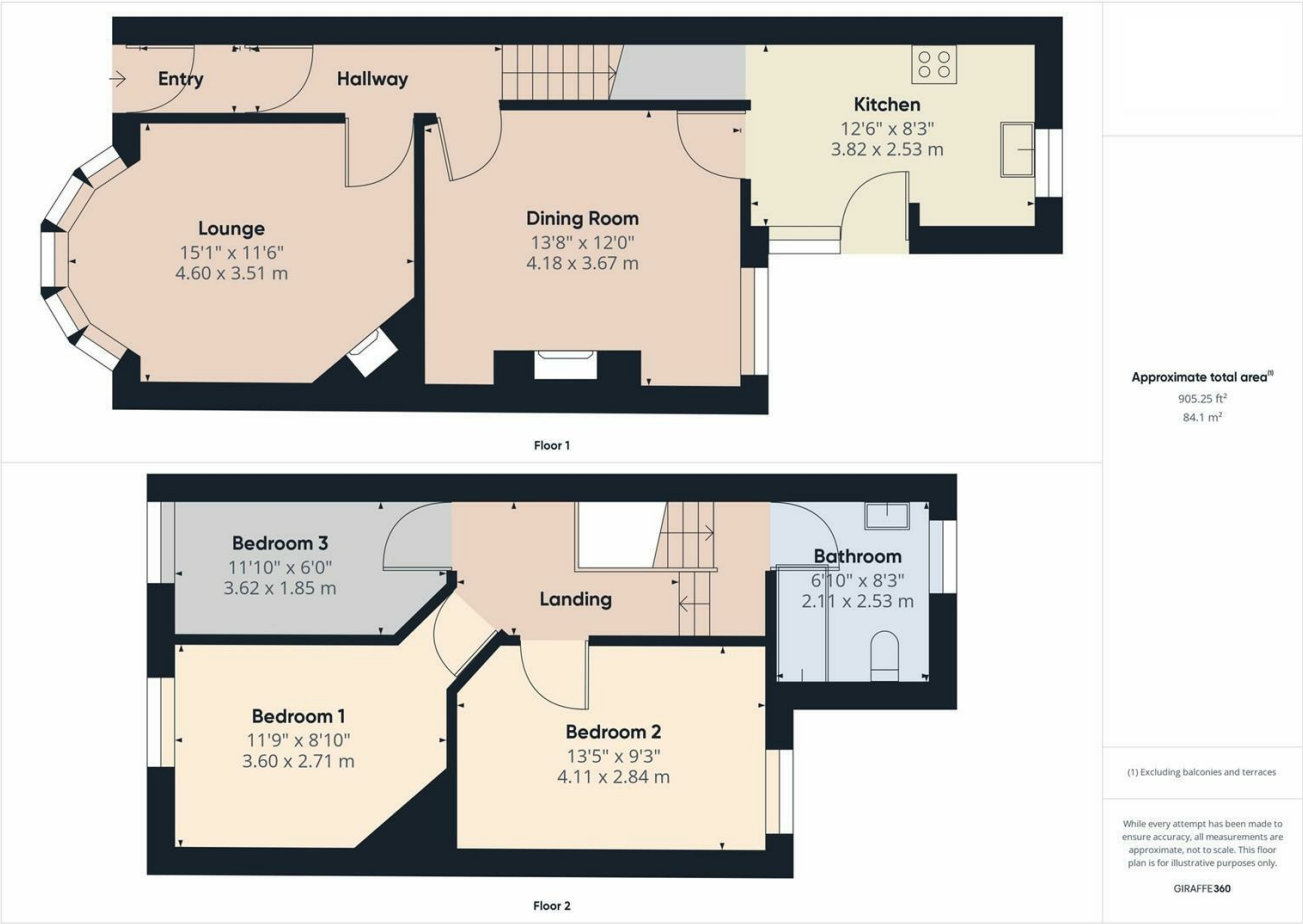 Entry
Hallway
Kitchen
12'6" x 8'3"
3.82 x 2.53 m
Lounge
15'1" x 11'6"
4.60 x 3.51 m
Dining Room
13'8" x 12'0"
4.18 x 3.67 m
Floor 1
Bedroom 3
11'10" x 6'0"
3.62 x 1.85 m
Landing
Bathroom
6'10" x 8'3"
2.11 x 2.53 m
Bedroom 1
11'9" x 8'10"
3.60 x 2.71 m
Bedroom 2
13'5" x 9'3"
4.11 x 2.84 m
Floor 2
Approximate total area(1)
905.25 ft²
84.1 m²
(1) Excluding balconies and terraces
While every attempt has been made to
ensure accuracy, all measurements are
approximate, not to scale. This floor
plan is for illustrative purposes only.
GIRAFFE360